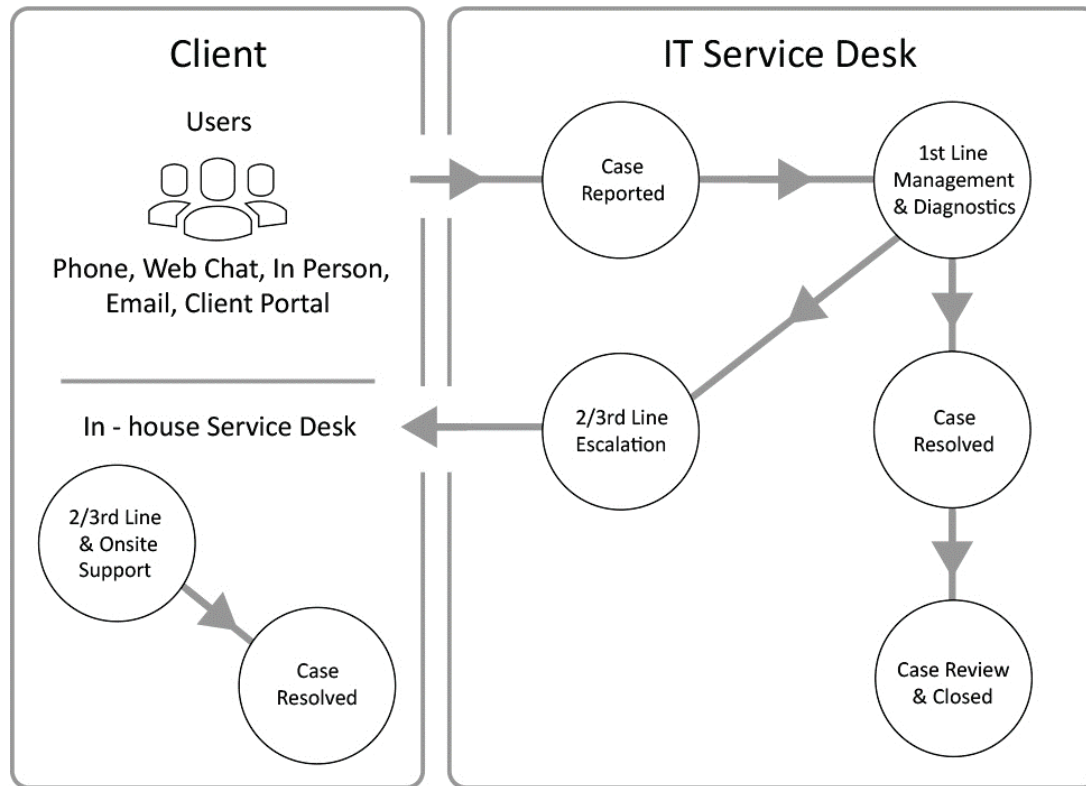 Client
Users
Phone, Web Chat, In Person,
Email, Client Portal
In - house Service Desk
2/3rd Line
& Onsite
Support
Case
Resolved
IT Service Desk
Case
Reported
1st Line
Management
& Diagnostics
2/3rd Line
Escalation
Case
Resolved
Case Review
& Closed